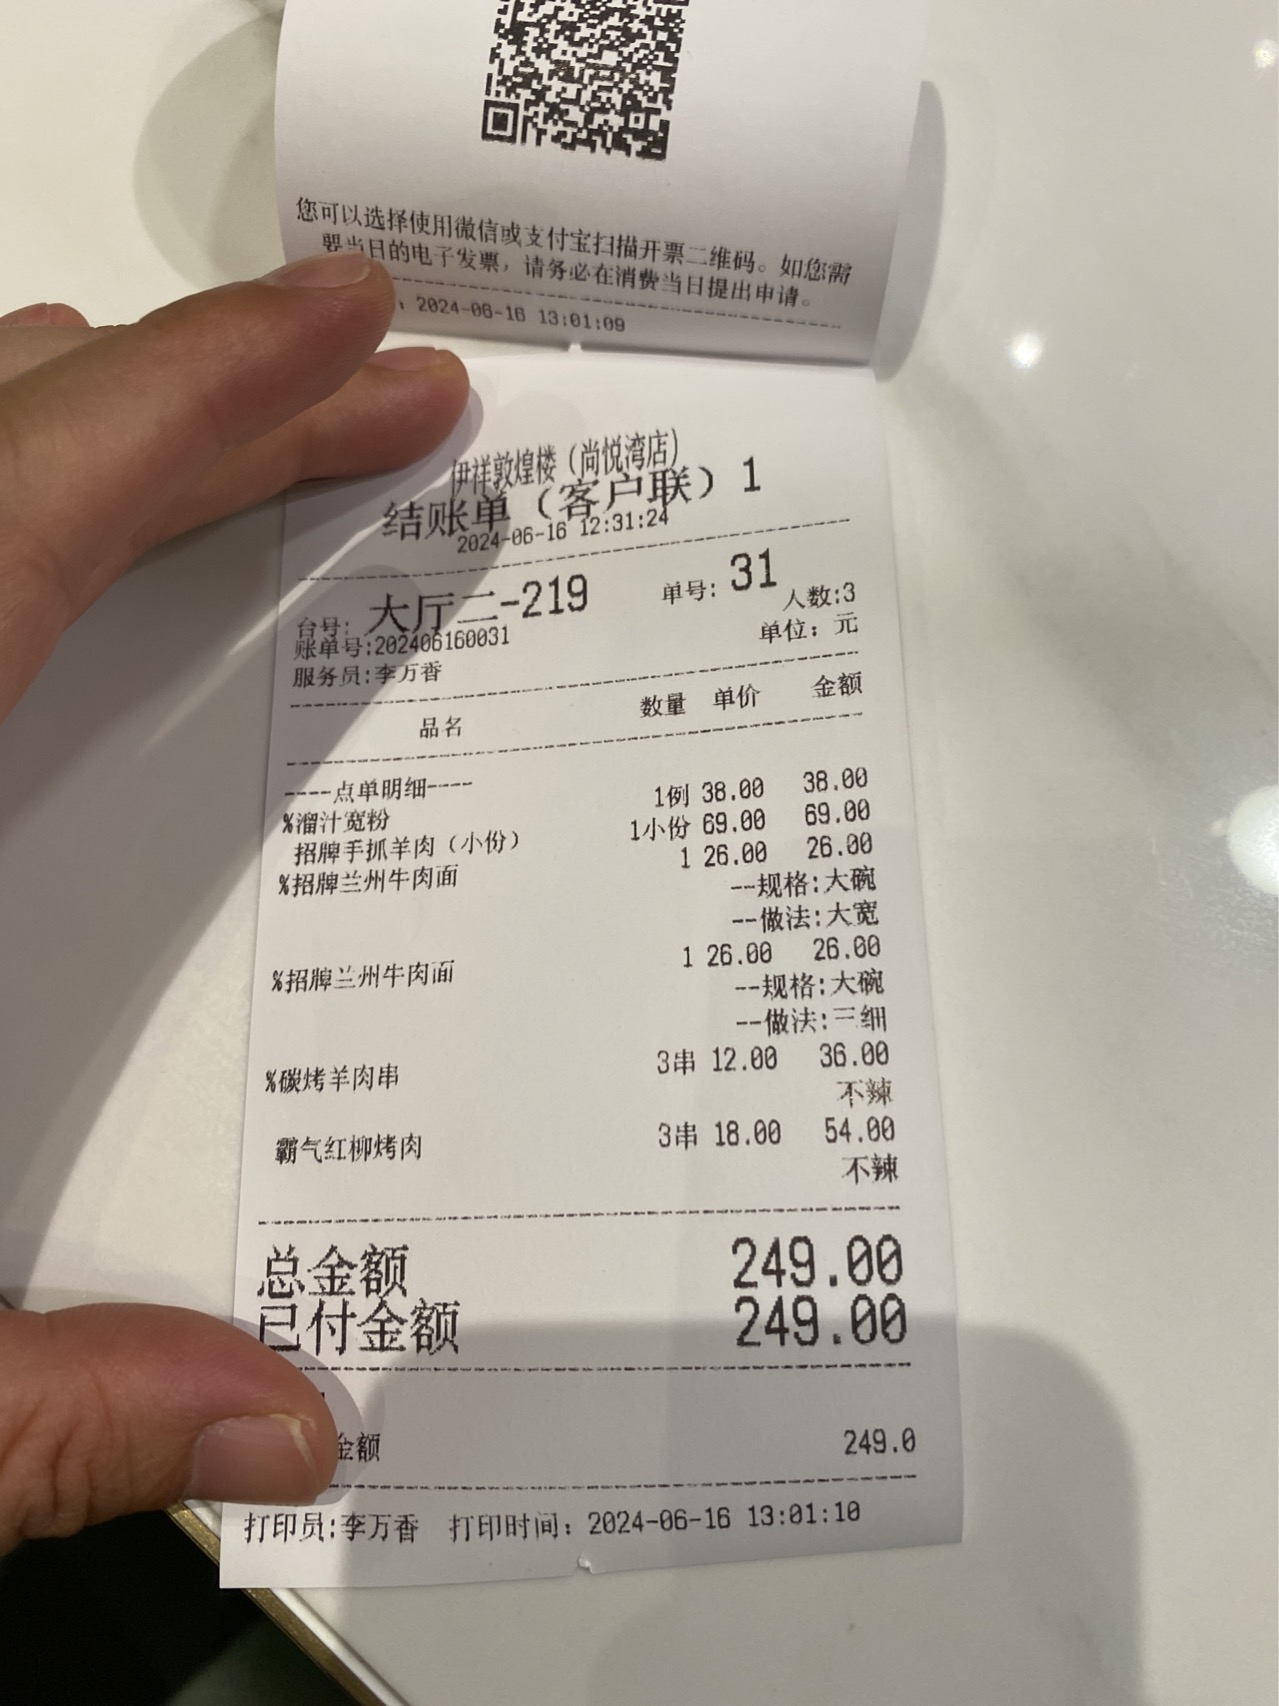 您可以选择使用微信或支付宝扫描开票二维码。如您需
要当日的电子发票，请务必在消费当日提出申请。
：2024-06-16 13:01:09
伊祥敦煌楼（尚悦湾店）
结账单（客户联）1
2024-06-16 12:31:24
台号: 大厅二-219 单号: 31
账单号:202406160031 人数:3
服务员:李万香 单位：元
品名 数量 单价 金额
----点单明细----
%溜汁宽粉 1例 38.00 38.00
招牌手抓羊肉（小份） 1小份 69.00 69.00
%招牌兰州牛肉面 1 26.00 26.00
--规格:大碗
--做法:大宽
%招牌兰州牛肉面 1 26.00 26.00
--规格:大碗
--做法:三细
%碳烤羊肉串 3串 12.00 36.00
不辣
霸气红柳烤肉 3串 18.00 54.00
不辣
总金额 249.00
已付金额 249.00
金额 249.0
打印员:李万香 打印时间：2024-06-16 13:01:10